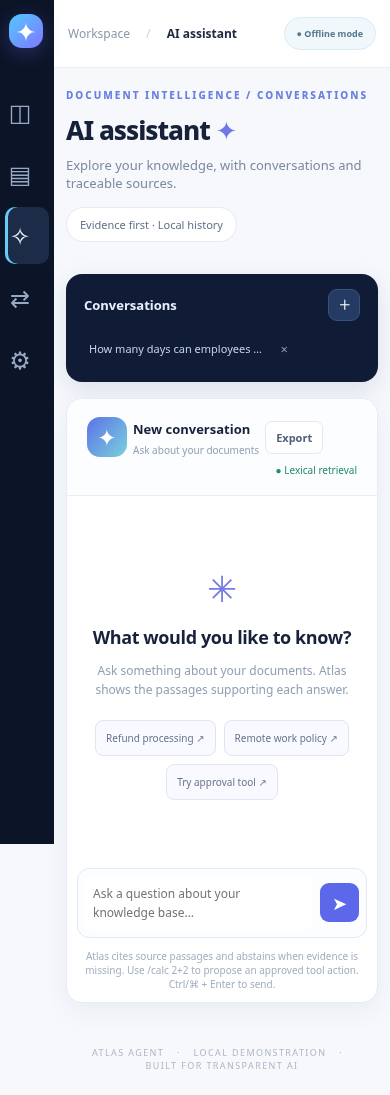 Workspace / AI assistant ● Offline mode
DOCUMENT INTELLIGENCE / CONVERSATIONS
AI assistant ✦
Explore your knowledge, with conversations and
traceable sources.
Evidence first · Local history
Conversations +
How many days can employees ... ×
New conversation
Ask about your documents
Export
● Lexical retrieval
What would you like to know?
Ask something about your documents. Atlas
shows the passages supporting each answer.
Refund processing ↗ Remote work policy ↗
Try approval tool ↗
Ask a question about your
knowledge base...
Atlas cites source passages and abstains when evidence is
missing. Use /calc 2+2 to propose an approved tool action.
Ctrl/⌘ + Enter to send.
ATLAS AGENT · LOCAL DEMONSTRATION ·
BUILT FOR TRANSPARENT AI